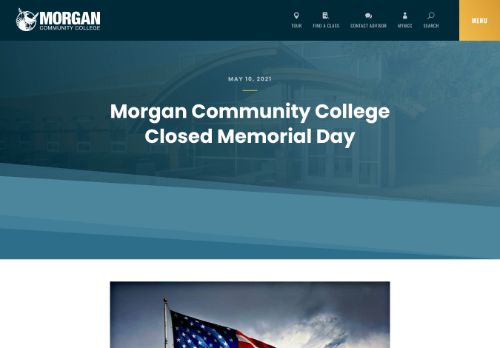 MORGAN
COMMUNITY COLLEGE
TOUR
FIND A CLASS
CONTACT ADVISOR
MYMCC
SEARCH
MENU
MAY 10, 2021
Morgan Community College
Closed Memorial Day